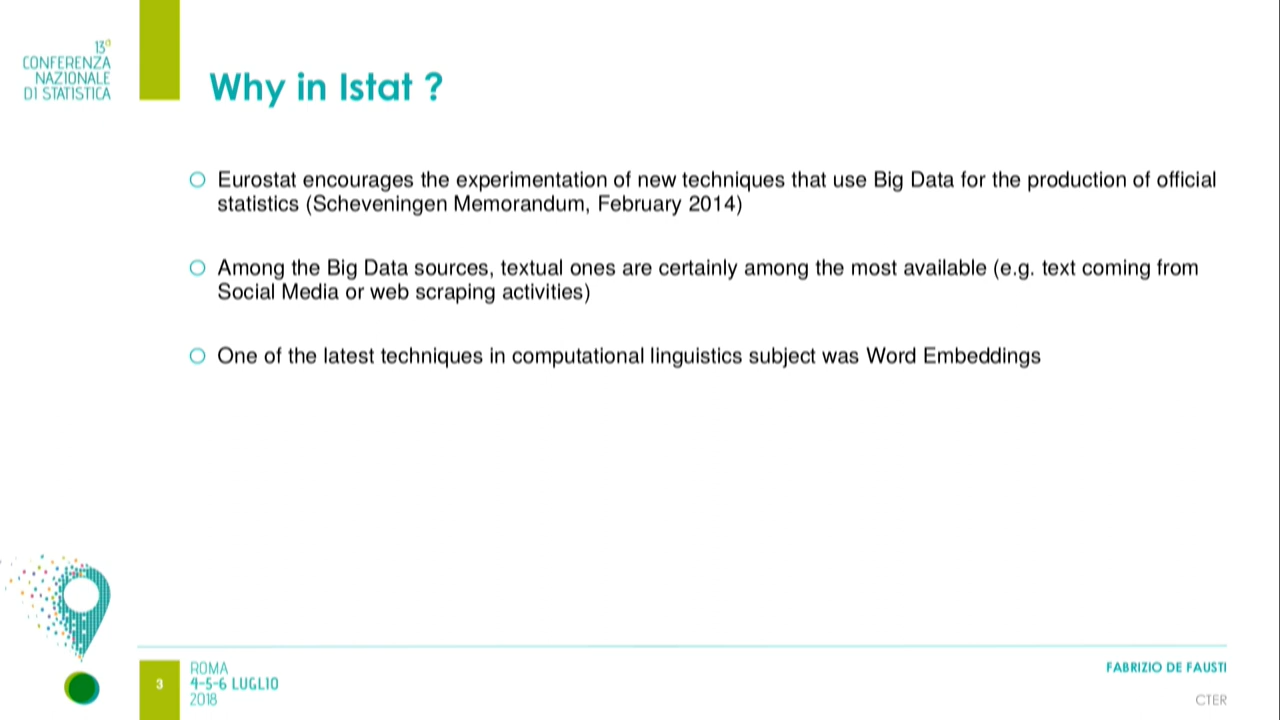 13a
CONFERENZA
NAZIONALE
DI STATISTICA
Why in Istat ?
Eurostat encourages the experimentation of new techniques that use Big Data for the production of official
statistics (Scheveningen Memorandum, February 2014)
Among the Big Data sources, textual ones are certainly among the most available (e.g. text coming from
Social Media or web scraping activities)
One of the latest techniques in computational linguistics subject was Word Embeddings
3
ROMA
4-5-6 LUGLIO
2018
FABRIZIO DE FAUSTI
CTER